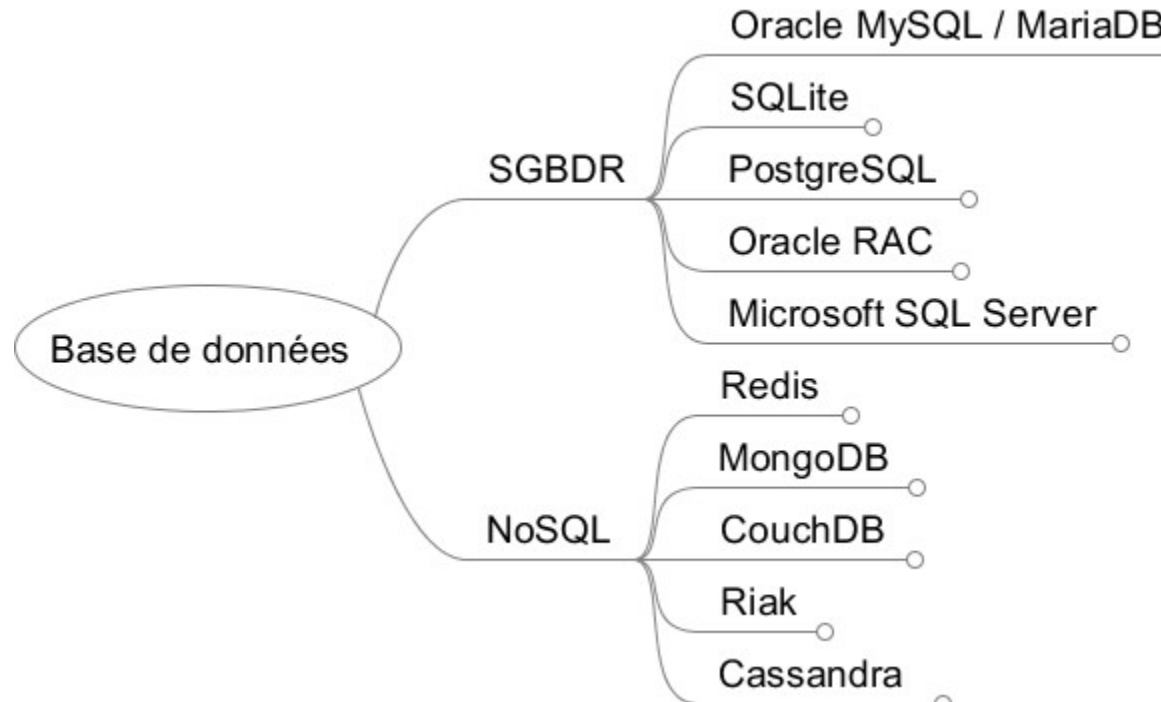 Oracle MySQL / MariaDB
SQLite
SGBDR
PostgreSQL
Oracle RAC
Microsoft SQL Server
Base de données
Redis
MongoDB
NoSQL
CouchDB
Riak
Cassandra